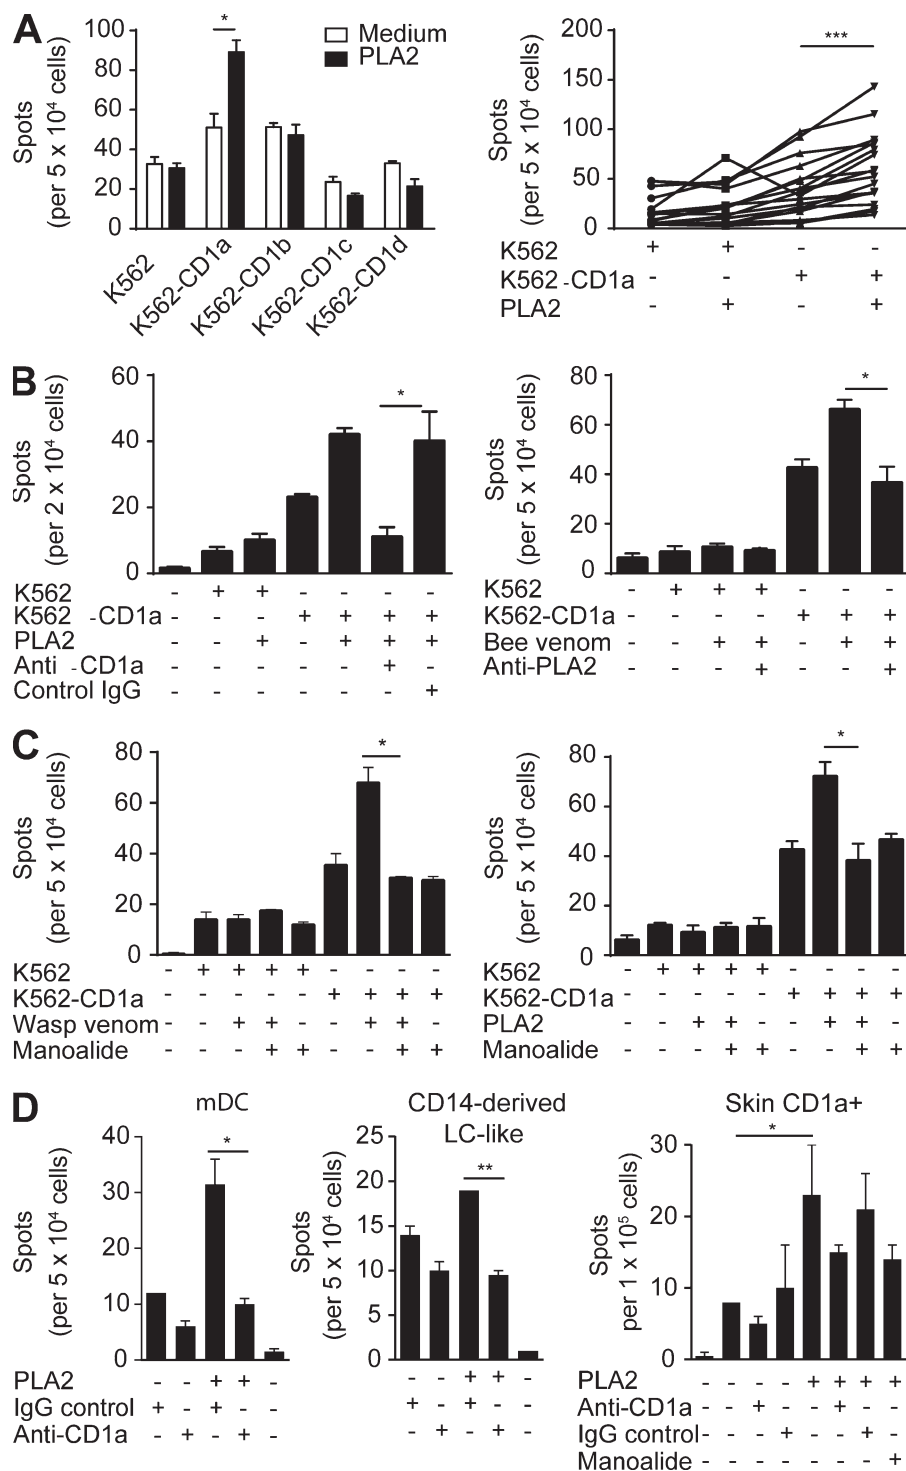 A
100
80
60
40
20
0
Spots
(per 5 x 10⁴ cells)
*
Medium
PLA2
K562
K562-CD1a
K562-CD1b
K562-CD1c
K562-CD1d
200
150
100
50
0
Spots
(per 5 x 10⁴ cells)
***
K562 + + - -
K562-CD1a - - + +
PLA2 - + - +
B
60
40
20
0
Spots
(per 2 x 10⁴ cells)
*
K562 - + + - - - -
K562-CD1a - - - + + + +
PLA2 - - + - + + +
Anti-CD1a - - - - - + -
Control IgG - - - - - - +
80
60
40
20
0
Spots
(per 5 x 10⁴ cells)
*
K562 - + + + - - -
K562-CD1a - - - - + + +
Bee venom - - + + - + +
Anti-PLA2 - - - + - - +
C
80
60
40
20
0
Spots
(per 5 x 10⁴ cells)
*
K562 - + + + + - - - -
K562-CD1a - - - - - + + + +
Wasp venom - - + + - - + + -
Manoalide - - - + + - - + +
80
60
40
20
0
Spots
(per 5 x 10⁴ cells)
*
K562 - + + + + - - - -
K562-CD1a - - - - - + + + +
PLA2 - - + + - - + + -
Manoalide - - - + + - - + +
D
mDC
40
30
20
10
0
Spots
(per 5 x 10⁴ cells)
*
PLA2 - - + + -
IgG control + - + - -
Anti-CD1a - + - + -
CD14-derived
LC-like
25
20
15
10
5
0
Spots
(per 5 x 10⁴ cells)
**
- - + + -
+ - + - -
- + - + -
Skin CD1a+
30
20
10
0
Spots
per 1 x 10⁵ cells)
*
PLA2 - - - - + + + +
Anti-CD1a - - + - - + - -
IgG control - - - + - - + -
Manoalide - - - - - - - +